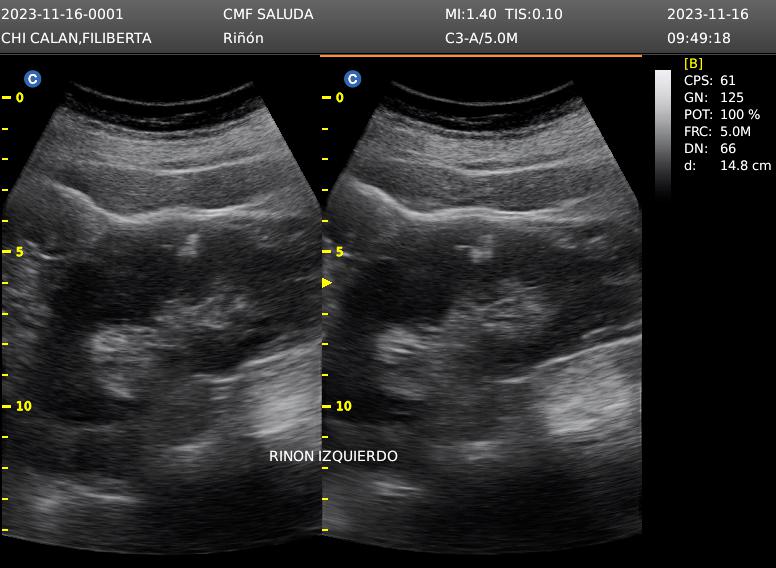 2023-11-16-0001 CMF SALUDA MI:1.40 TIS:0.10 2023-11-16
CHI CALAN,FILIBERTA Riñón C3-A/5.0M 09:49:18
C C [B]
0 0 CPS: 61
GN: 125
POT: 100 %
FRC: 5.0M
DN: 66
d: 14.8 cm
5 5
10 10
RINON IZQUIERDO